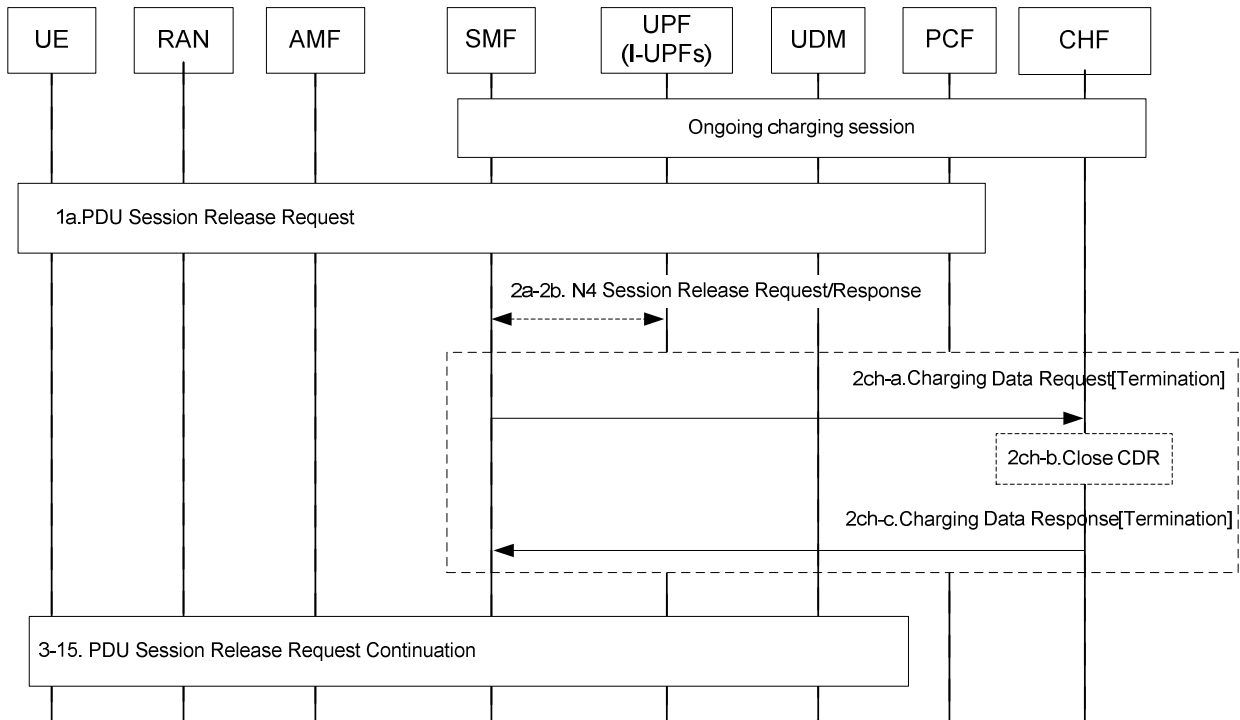 UE
RAN
AMF
SMF
UPF
(I-UPFs)
UDM
PCF
CHF
Ongoing charging session
1a.PDU Session Release Request
2a-2b. N4 Session Release Request/Response
2ch-a.Charging Data Request[Termination]
2ch-b.Close CDR
2ch-c.Charging Data Response[Termination]
3-15. PDU Session Release Request Continuation